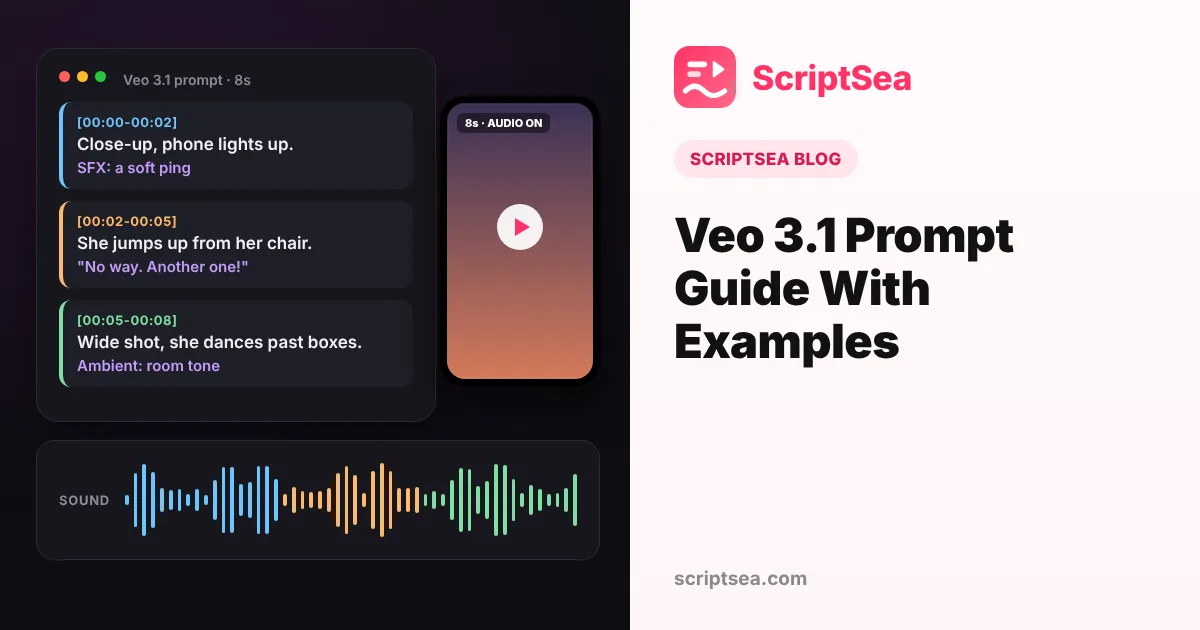 Veo 3.1 prompt · 8s
[00:00-00:02]
Close-up, phone lights up.
SFX: a soft ping
[00:02-00:05]
She jumps up from her chair.
"No way. Another one!"
[00:05-00:08]
Wide shot, she dances past boxes.
Ambient: room tone
8s · AUDIO ON
SOUND
ScriptSea
SCRIPTSEA BLOG
Veo 3.1 Prompt
Guide With
Examples
scriptsea.com